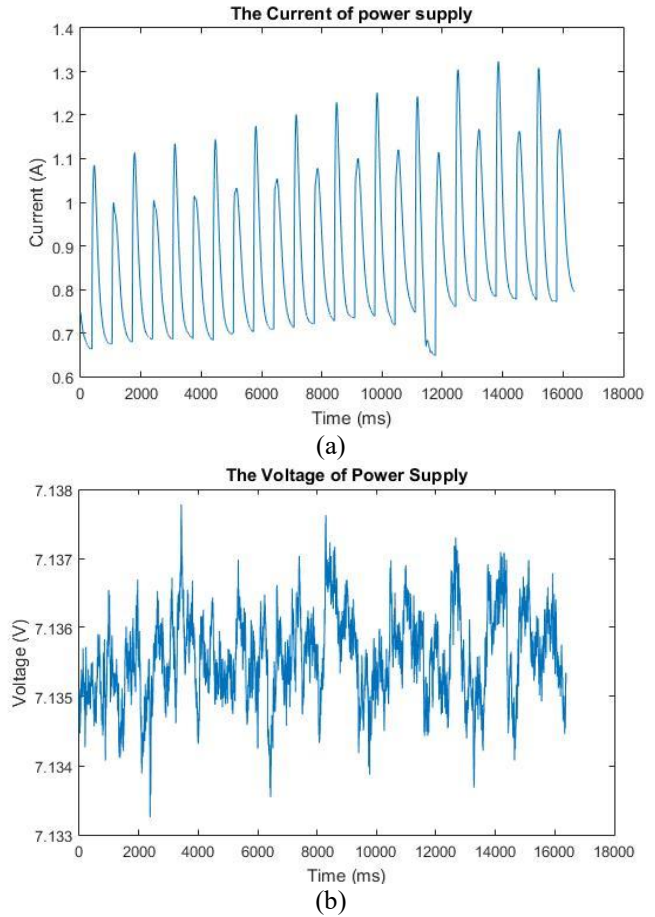 The Current of power supply
1.4
1.3
1.2
1.1
1
0.9
0.8
0.7
0.6
Current (A)
0 2000 4000 6000 8000 10000 12000 14000 16000 18000
Time (ms)
(a)
The Voltage of Power Supply
7.138
7.137
7.136
7.135
7.134
7.133
Voltage (V)
0 2000 4000 6000 8000 10000 12000 14000 16000 18000
Time (ms)
(b)